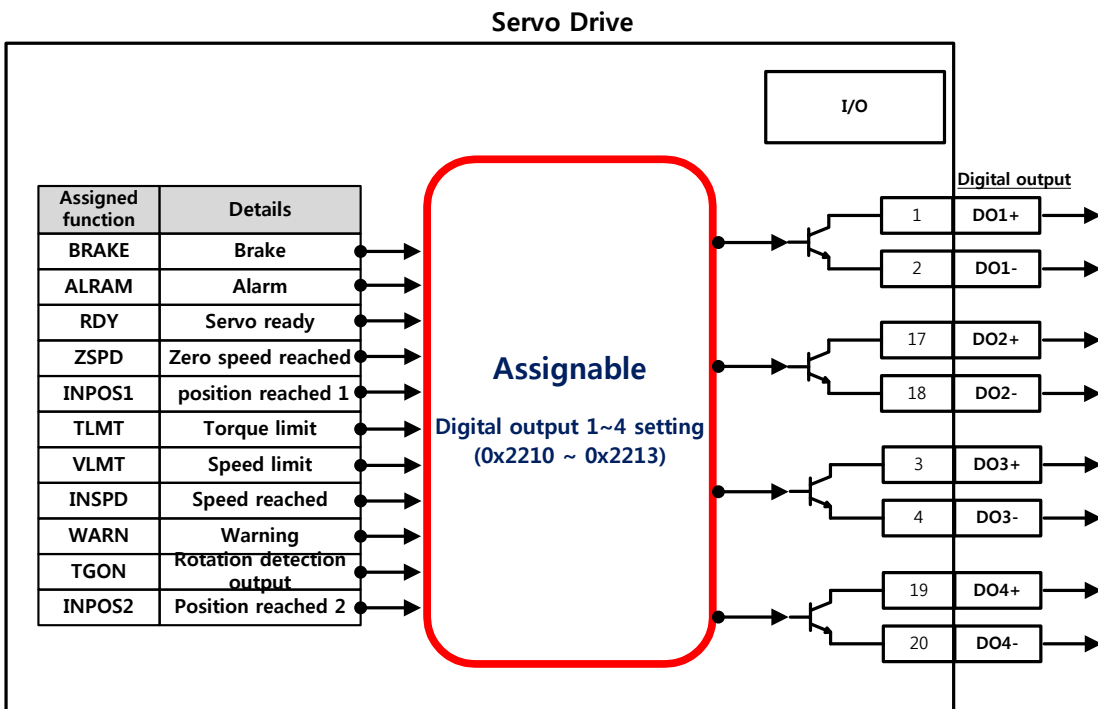 Servo Drive
I/O
Digital output
Assigned
function
Details
BRAKE Brake
ALRAM Alarm
RDY Servo ready
ZSPD Zero speed reached
INPOS1 position reached 1
TLMT Torque limit
VLMT Speed limit
INSPD Speed reached
WARN Warning
TGON Rotation detection
output
INPOS2 Position reached 2
Assignable
Digital output 1~4 setting
(0x2210 ~ 0x2213)
1 DO1+
2 DO1-
17 DO2+
18 DO2-
3 DO3+
4 DO3-
19 DO4+
20 DO4-